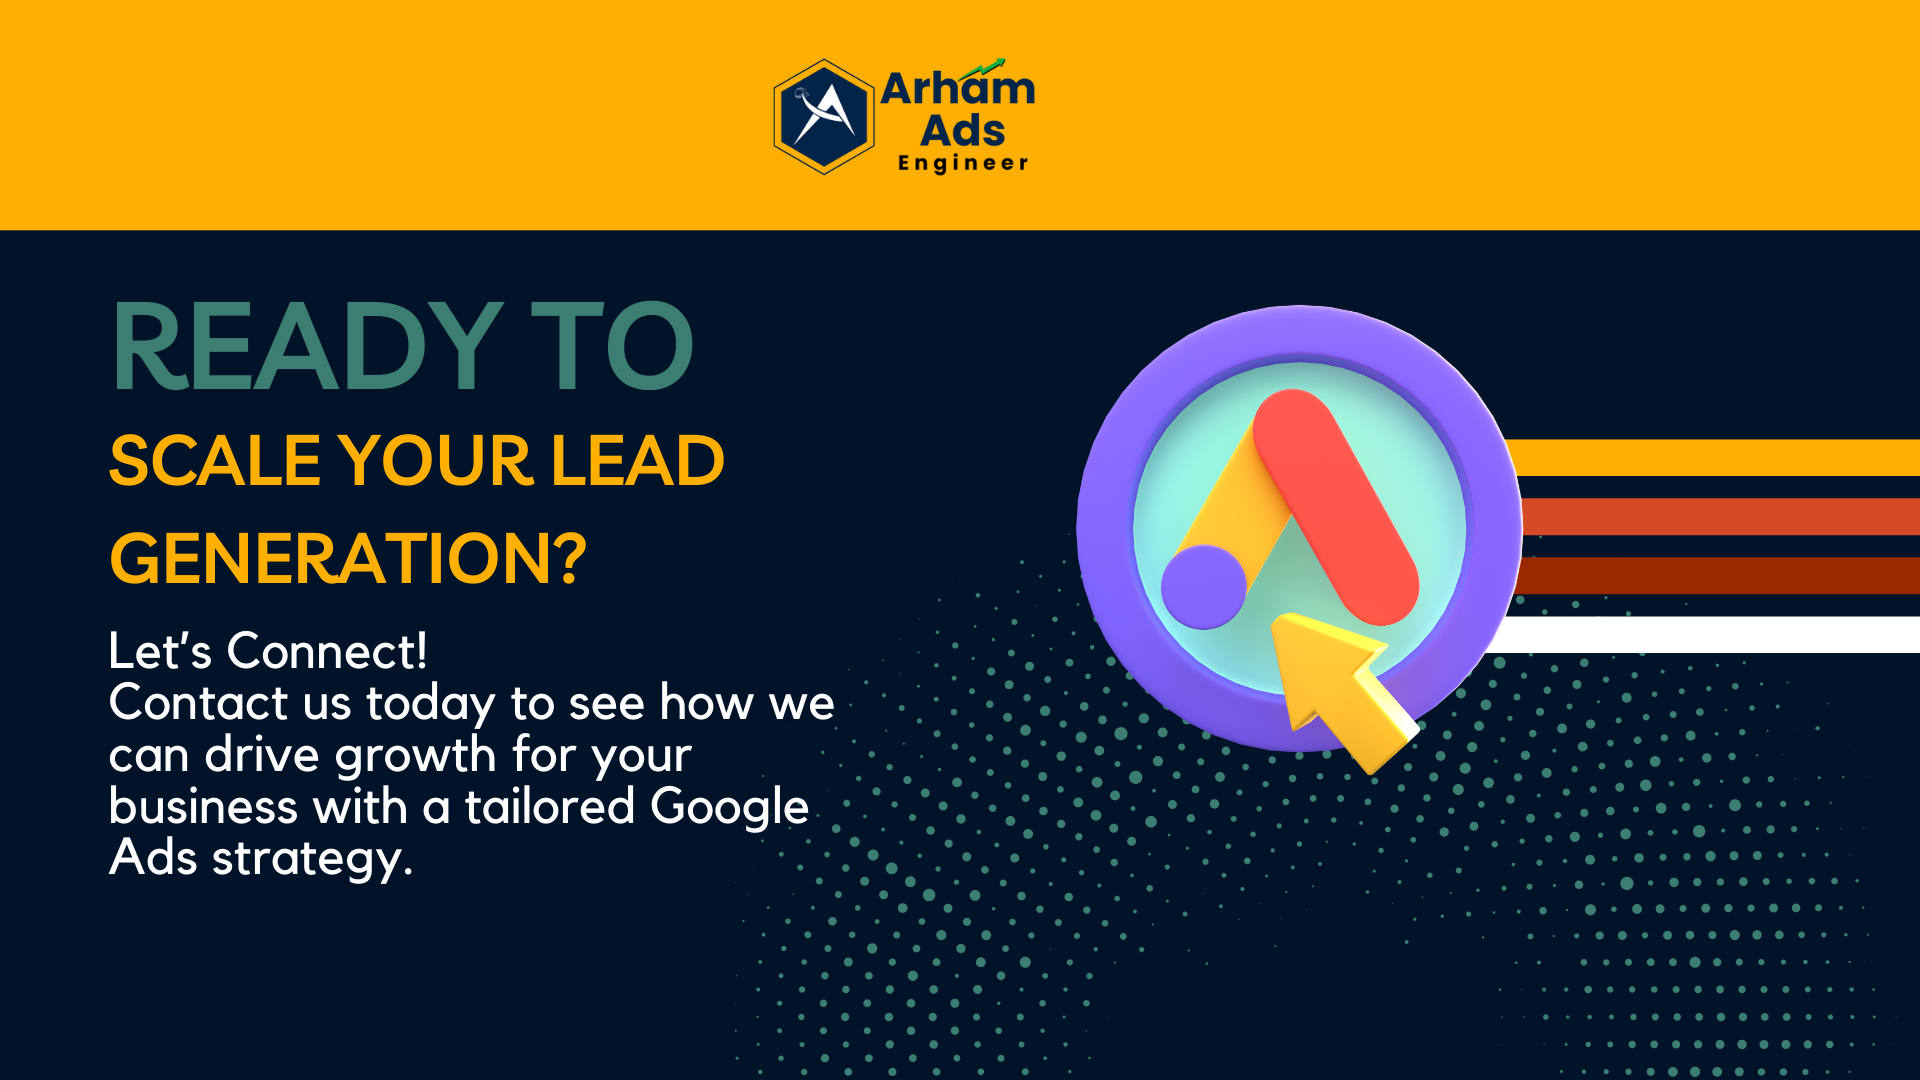 Arham
Ads
Engineer
READY TO
SCALE YOUR LEAD
GENERATION?
Let's Connect!
Contact us today to see how we
can drive growth for your
business with a tailored Google
Ads strategy.